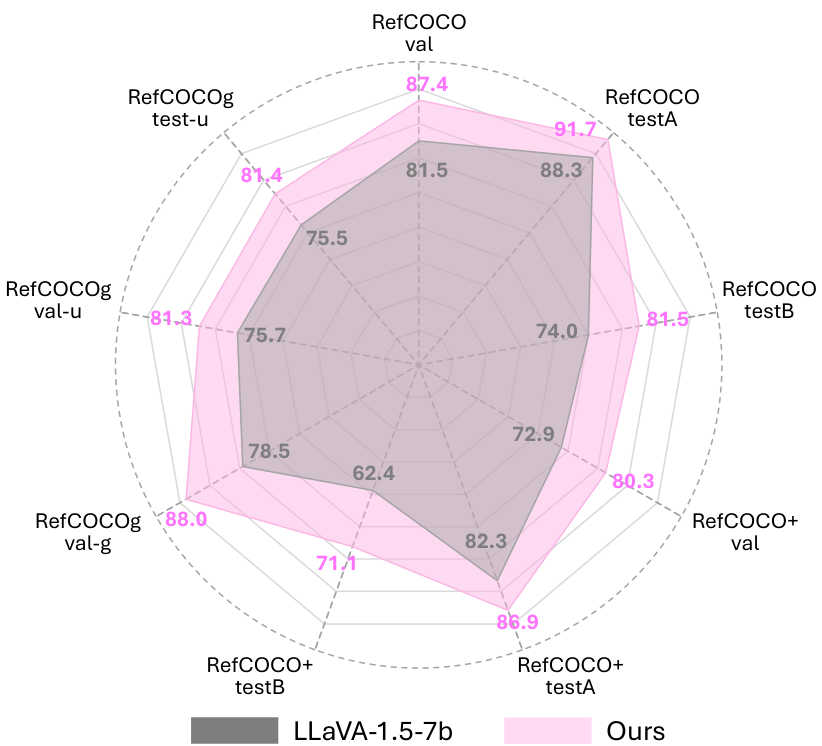 RefCOCO
val
87.4
RefCOCOg
test-u
RefCOCO
testA
91.7
81.5
88.3
81.4
75.5
RefCOCOg
val-u
81.3
75.7
74.0
81.5
RefCOCO
testB
78.5
72.9
62.4
80.3
88.0
RefCOCOg
val-g
82.3
RefCOCO+
val
71.1
86.9
RefCOCO+
testB
RefCOCO+
testA
LLaVA-1.5-7b
Ours